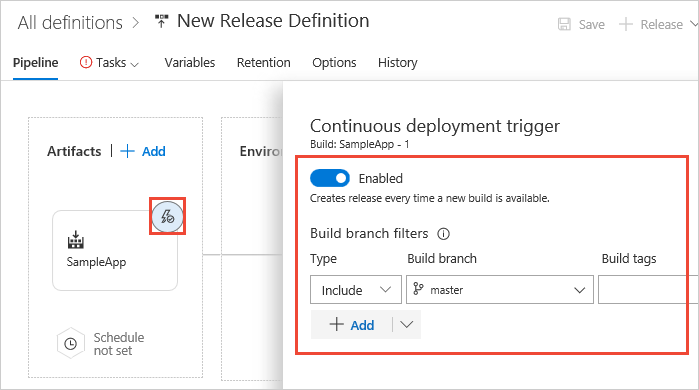 All definitions > New Release Definition
Save
Release
Pipeline
Tasks
Variables
Retention
Options
History
Artifacts | + Add
Environ
SampleApp
Schedule
not set
Continuous deployment trigger
Build: SampleApp - 1
Enabled
Creates release every time a new build is available.
Build branch filters
Type
Build branch
Build tags
Include
master
+ Add